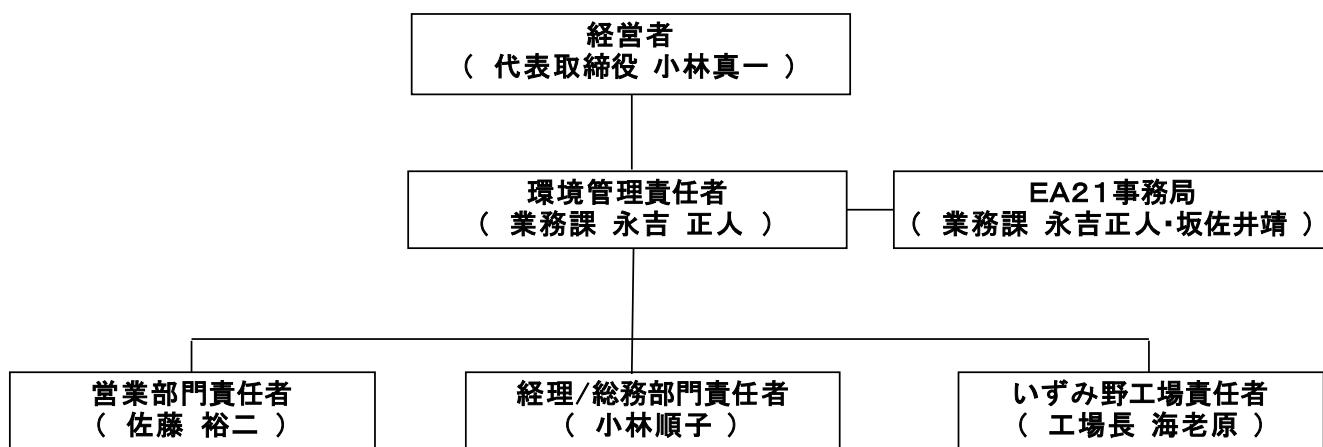 経営者
( 代表取締役 小林真一 )
環境管理責任者
( 業務課 永吉 正人 )
EA21事務局
( 業務課 永吉正人・坂佐井靖 )
営業部門責任者
( 佐藤 裕二 )
経理/総務部門責任者
( 小林順子 )
いずみ野工場責任者
( 工場長 海老原 )